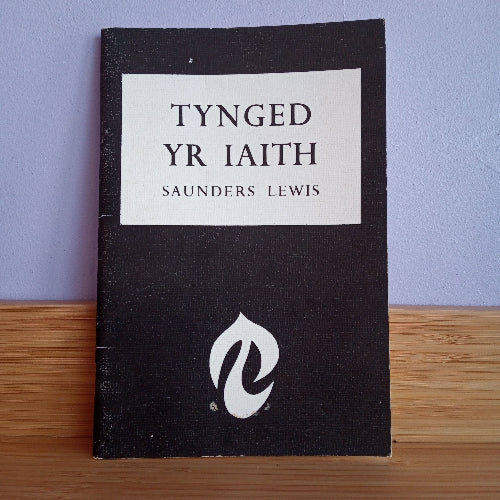 TYNGED
YR IAITH
SAUNDERS LEWIS